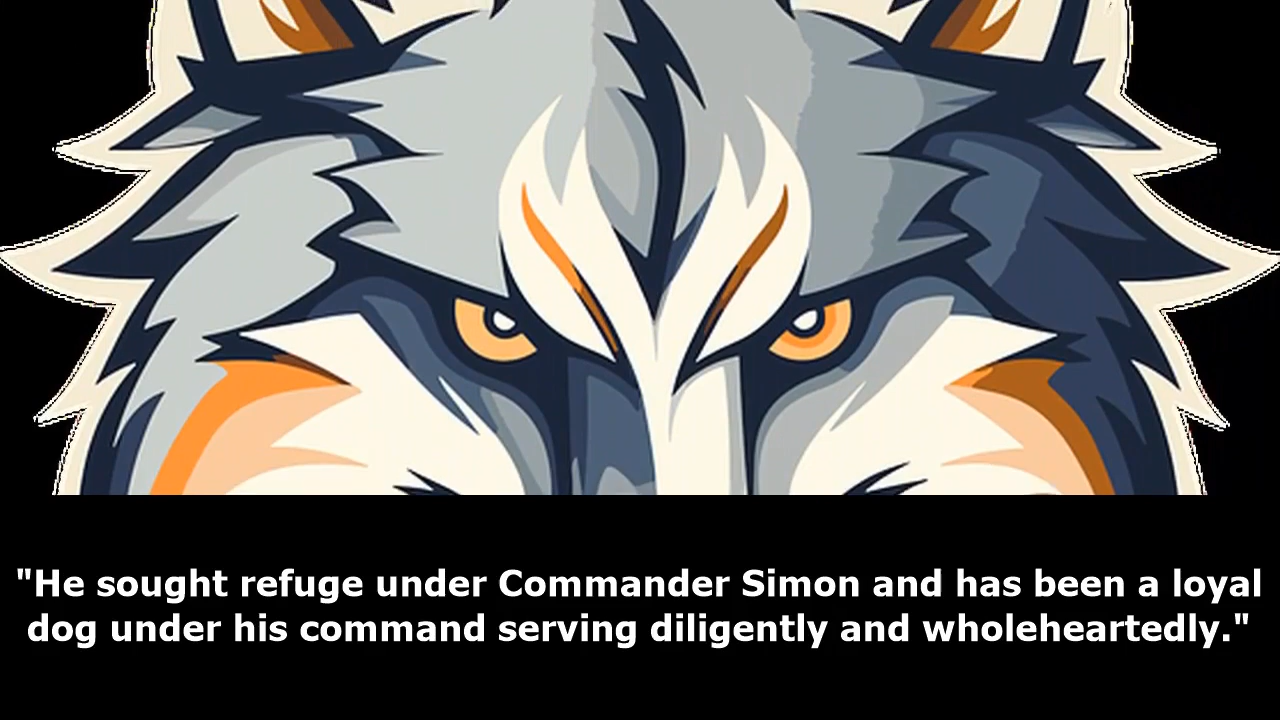 "He sought refuge under Commander Simon and has been a loyal
dog under his command serving diligently and wholeheartedly."